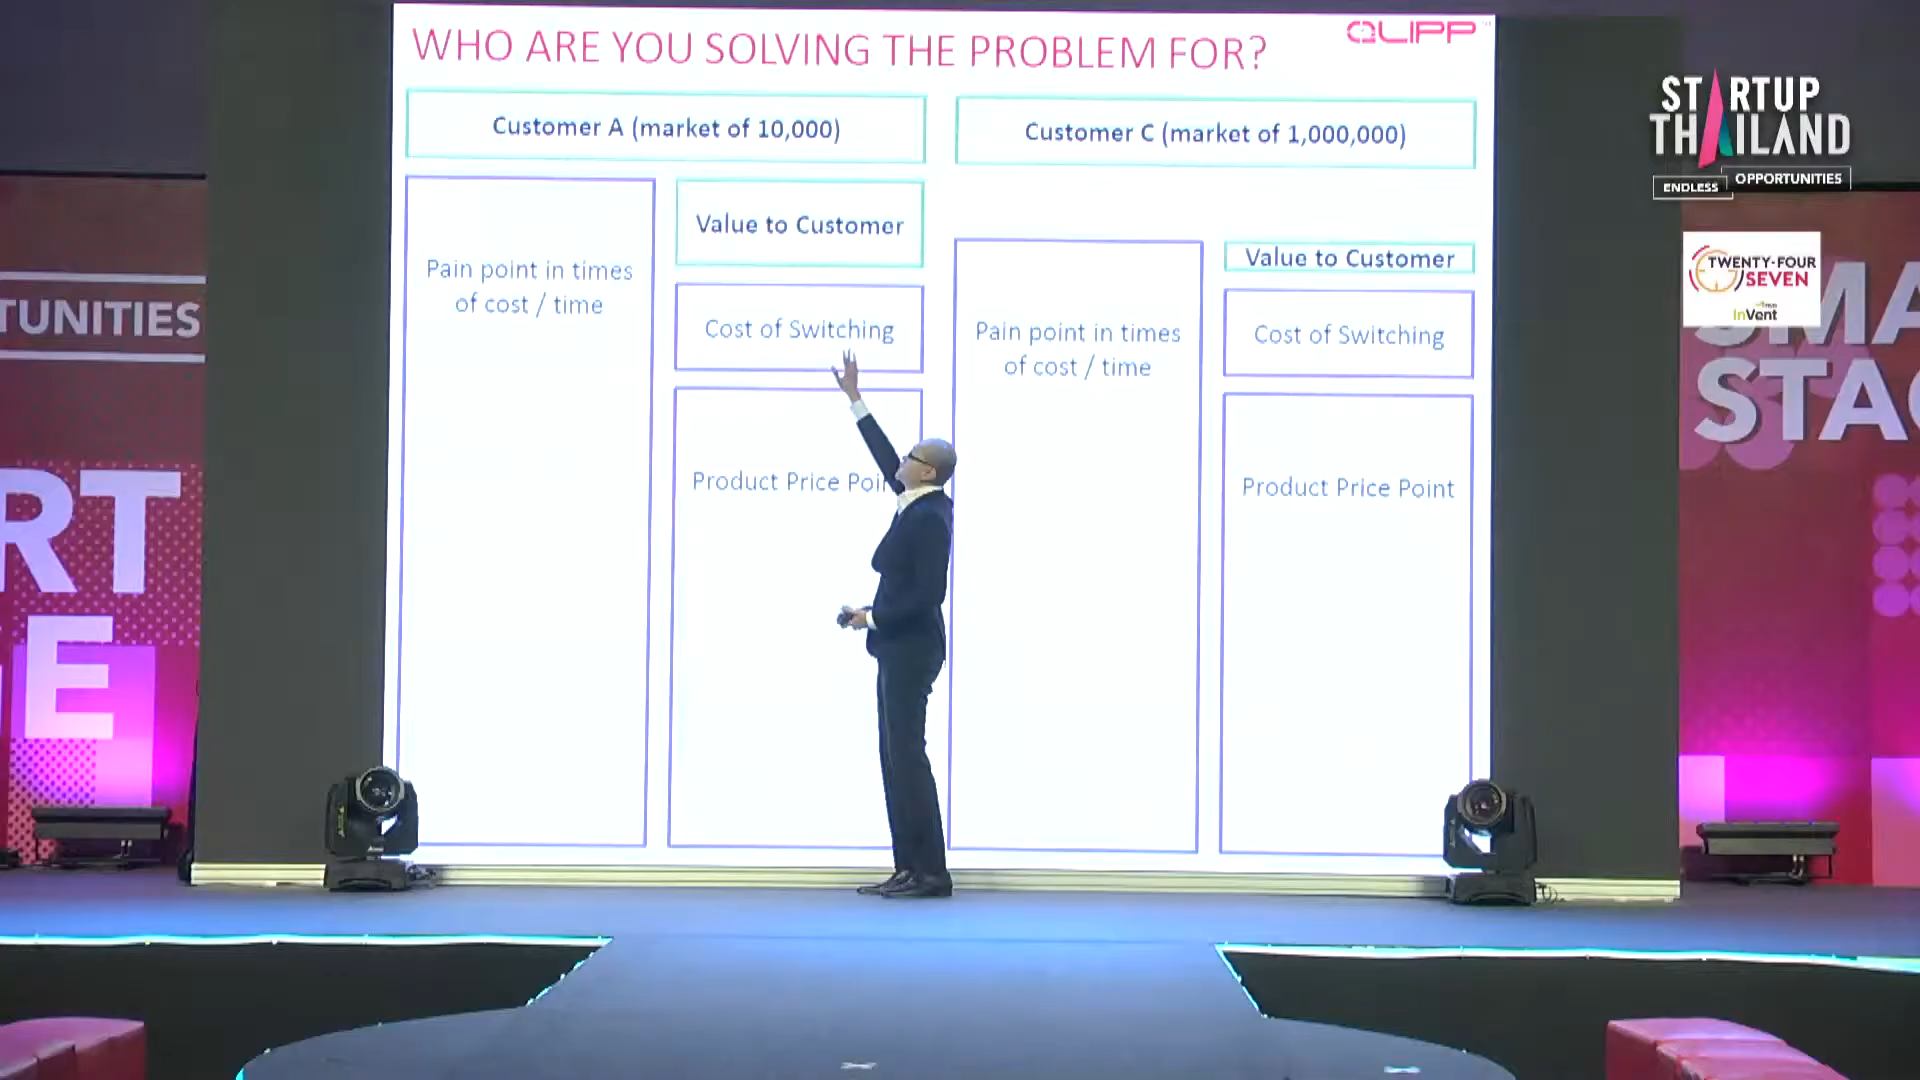 WHO ARE YOU SOLVING THE PROBLEM FOR?
QLIPP
Customer A (market of 10,000)
Customer C (market of 1,000,000)
Pain point in times
of cost / time
Value to Customer
Cost of Switching
Product Price Poi
Pain point in times
of cost / time
Value to Customer
Cost of Switching
Product Price Point
STARTUP
THAILAND
ENDLESS OPPORTUNITIES
TWENTY-FOUR
SEVEN
InVent
TUNITIES
RT
E
SMA
STA